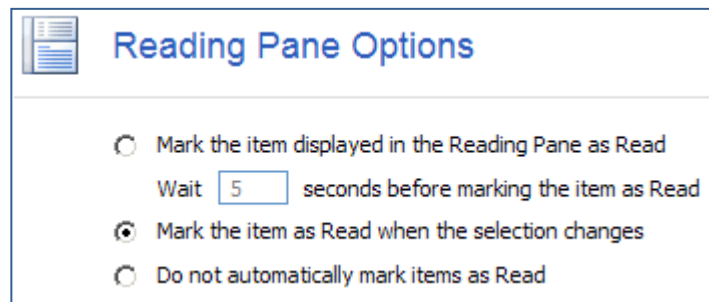 Reading Pane Options
Mark the item displayed in the Reading Pane as Read
Wait 5 seconds before marking the item as Read
Mark the item as Read when the selection changes
Do not automatically mark items as Read